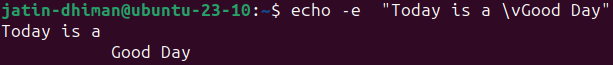 jatin-dhiman@ubuntu-23-10:~$ echo -e  "Today is a \vGood Day"
Today is a
           Good Day